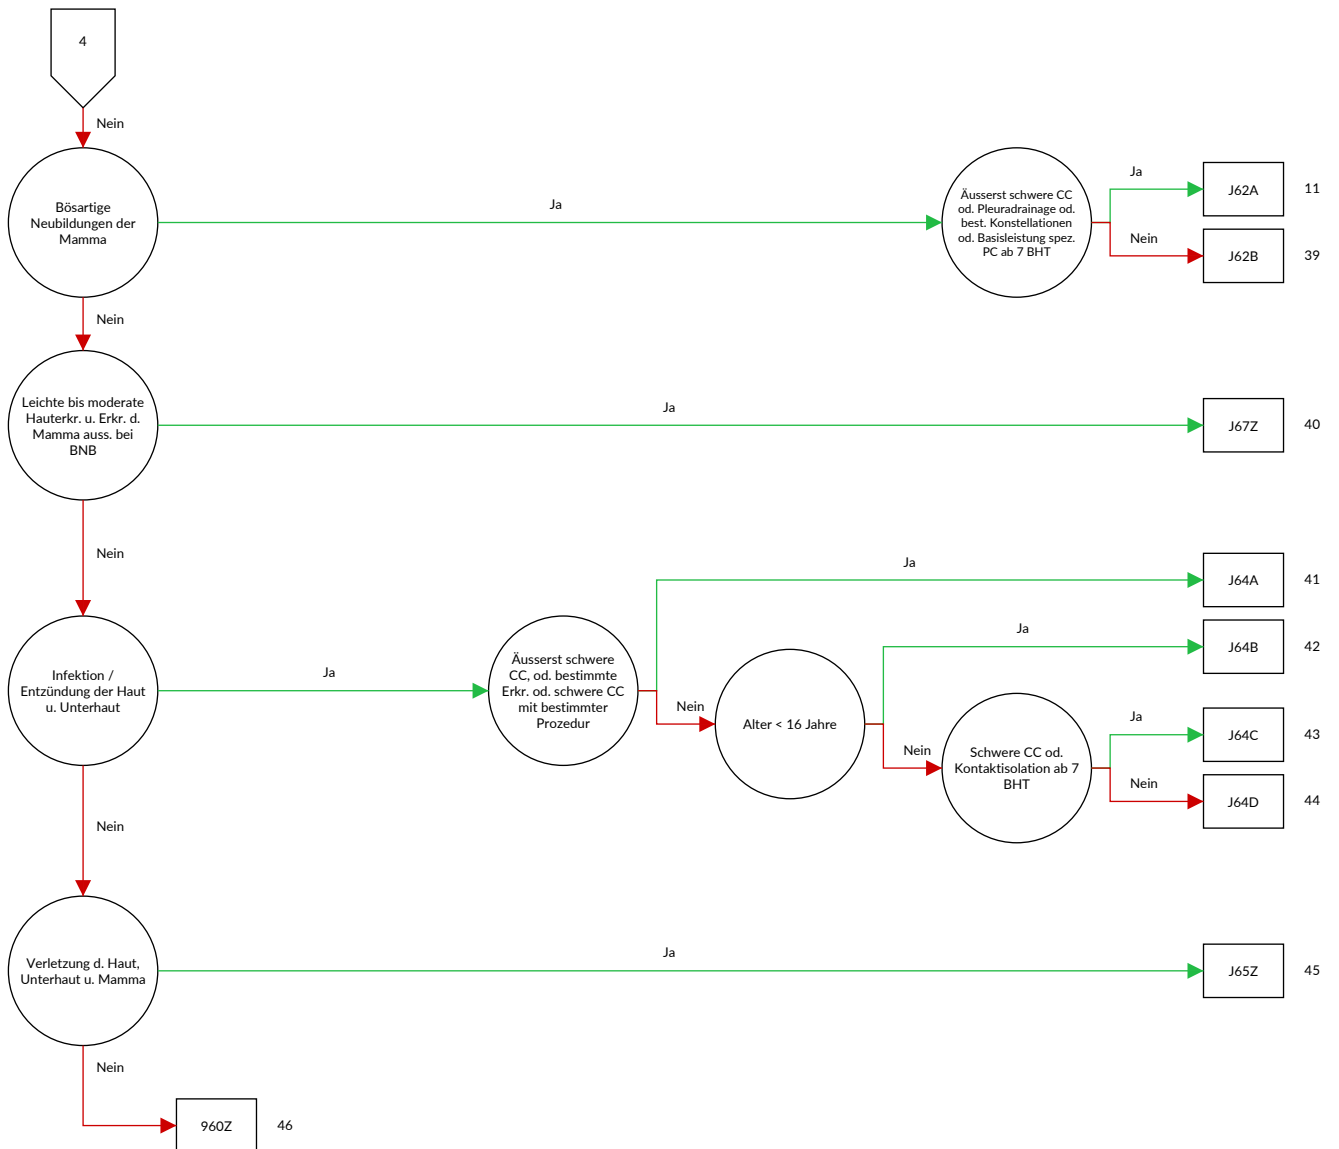 4
Nein
Bösartige
Neubildungen der
Mamma
Ja
Äusserst schwere CC
od. Pleuradrainage od.
best. Konstellationen
od. Basisleistung spez.
PC ab 7 BHT
Ja
J62A
11
Nein
J62B
39
Nein
Leichte bis moderate
Hauterkr. u. Erkr. d.
Mamma auss. bei
BNB
Ja
J67Z
40
Nein
Infektion /
Entzündung der Haut
u. Unterhaut
Ja
Äusserst schwere
CC, od. bestimmte
Erkr. od. schwere CC
mit bestimmter
Prozedur
Ja
J64A
41
Nein
Alter < 16 Jahre
Ja
J64B
42
Nein
Schwere CC od.
Kontaktisolation ab 7
BHT
Ja
J64C
43
Nein
J64D
44
Nein
Verletzung d. Haut,
Unterhaut u. Mamma
Ja
J65Z
45
Nein
960Z
46